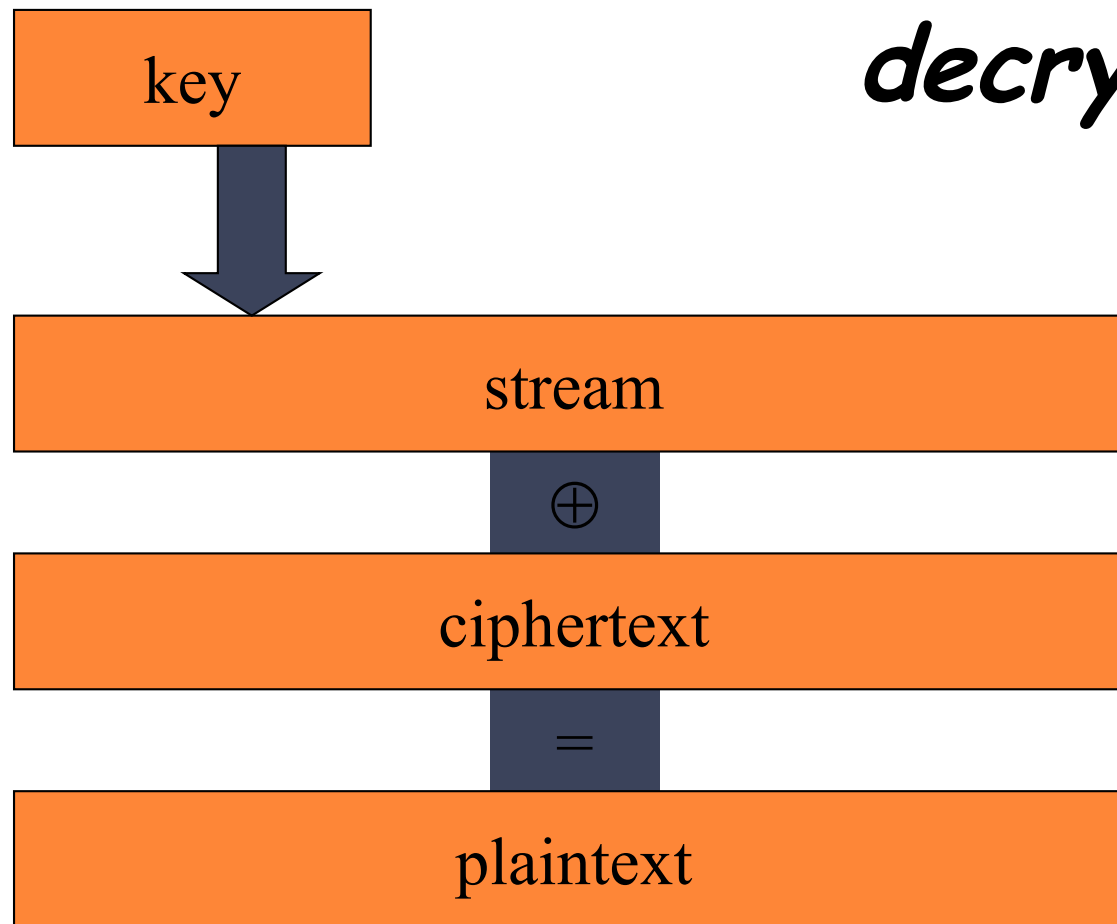 key
decry
stream
⊕
ciphertext
=
plaintext